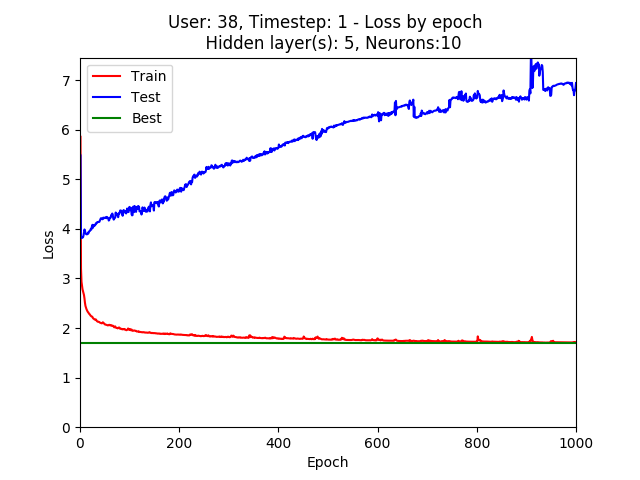 User: 38, Timestep: 1 - Loss by epoch
Hidden layer(s): 5, Neurons:10
Train
Test
Best
7
6
5
4
3
2
1
0
Loss
0 200 400 600 800 1000
Epoch